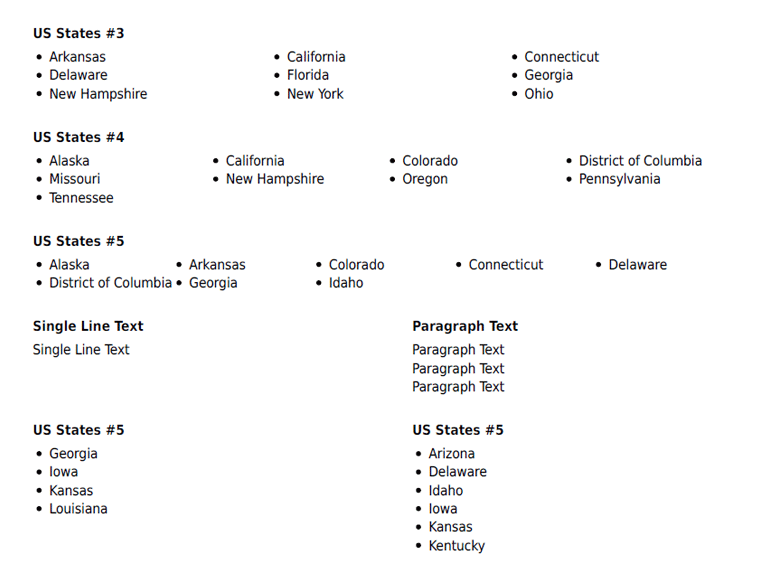 US States #3
• Arkansas • California • Connecticut
• Delaware • Florida • Georgia
• New Hampshire • New York • Ohio
US States #4
• Alaska • California • Colorado • District of Columbia
• Missouri • New Hampshire • Oregon • Pennsylvania
• Tennessee
US States #5
• Alaska • Arkansas • Colorado • Connecticut • Delaware
• District of Columbia • Georgia • Idaho
Single Line Text
Single Line Text
Paragraph Text
Paragraph Text
Paragraph Text
Paragraph Text
US States #5
• Georgia
• Iowa
• Kansas
• Louisiana
US States #5
• Arizona
• Delaware
• Idaho
• Iowa
• Kansas
• Kentucky